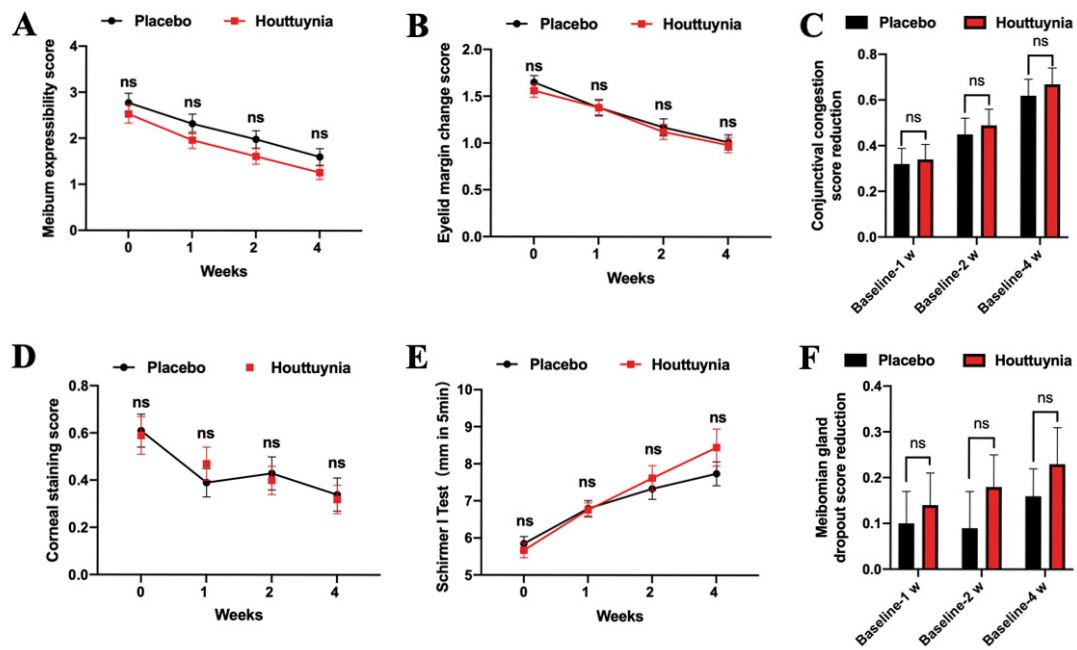 A
Placebo
Houttuynia
Meibum expressibility score
4
3
2
1
0
ns
ns
ns
ns
0
1
2
4
Weeks
B
Placebo
Houttuynia
Eyelid margin change score
2.0
1.5
1.0
0.5
0.0
ns
ns
ns
ns
0
1
2
4
Weeks
C
Placebo
Houttuynia
Conjunctival congestion
score reduction
0.8
0.6
0.4
0.2
0.0
ns
ns
ns
Baseline-1 w
Baseline-2 w
Baseline-4 w
D
Placebo
Houttuynia
Corneal staining score
0.8
0.6
0.4
0.2
0.0
ns
ns
ns
ns
0
1
2
4
Weeks
E
Placebo
Houttuynia
Schirmer I Test（mm in 5min)
10
9
8
7
6
5
ns
ns
ns
ns
0
1
2
4
Weeks
F
Placebo
Houttuynia
Meibomian gland
dropout score reduction
0.4
0.3
0.2
0.1
0.0
ns
ns
ns
Baseline-1 w
Baseline-2 w
Baseline-4 w